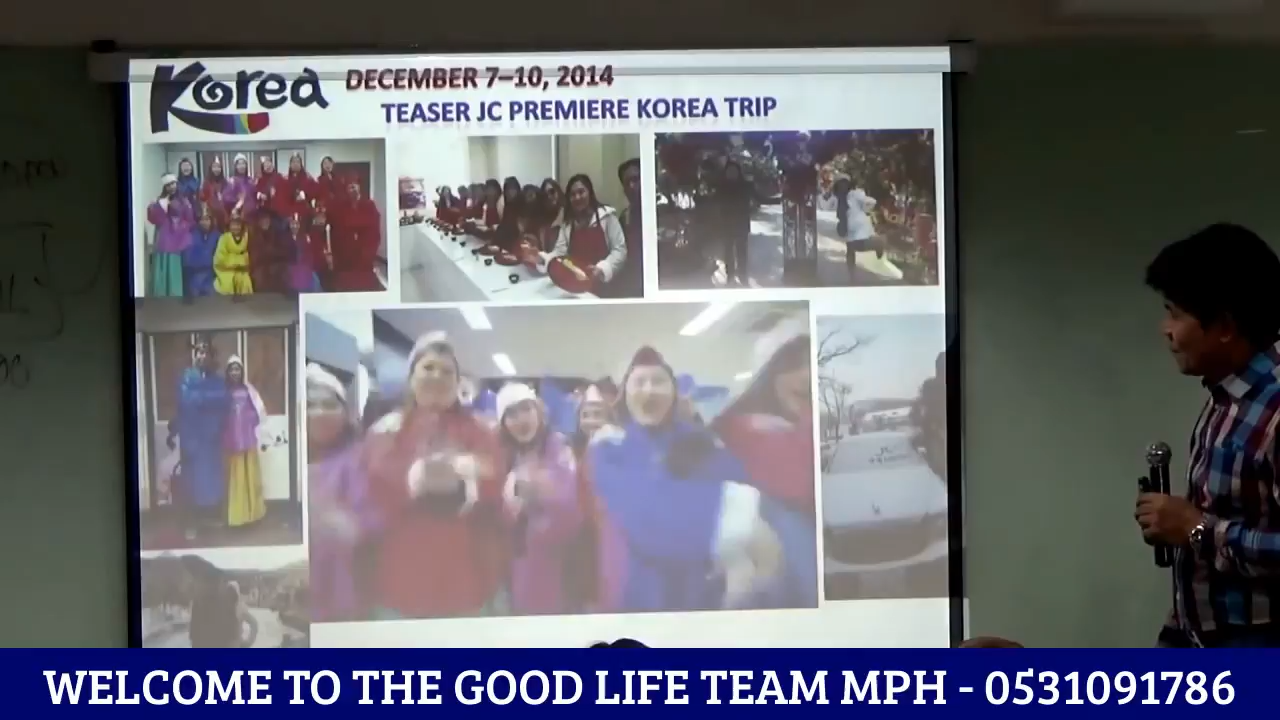 Korea
DECEMBER 7–10, 2014
TEASER JC PREMIERE KOREA TRIP
WELCOME TO THE GOOD LIFE TEAM MPH - 0531091786